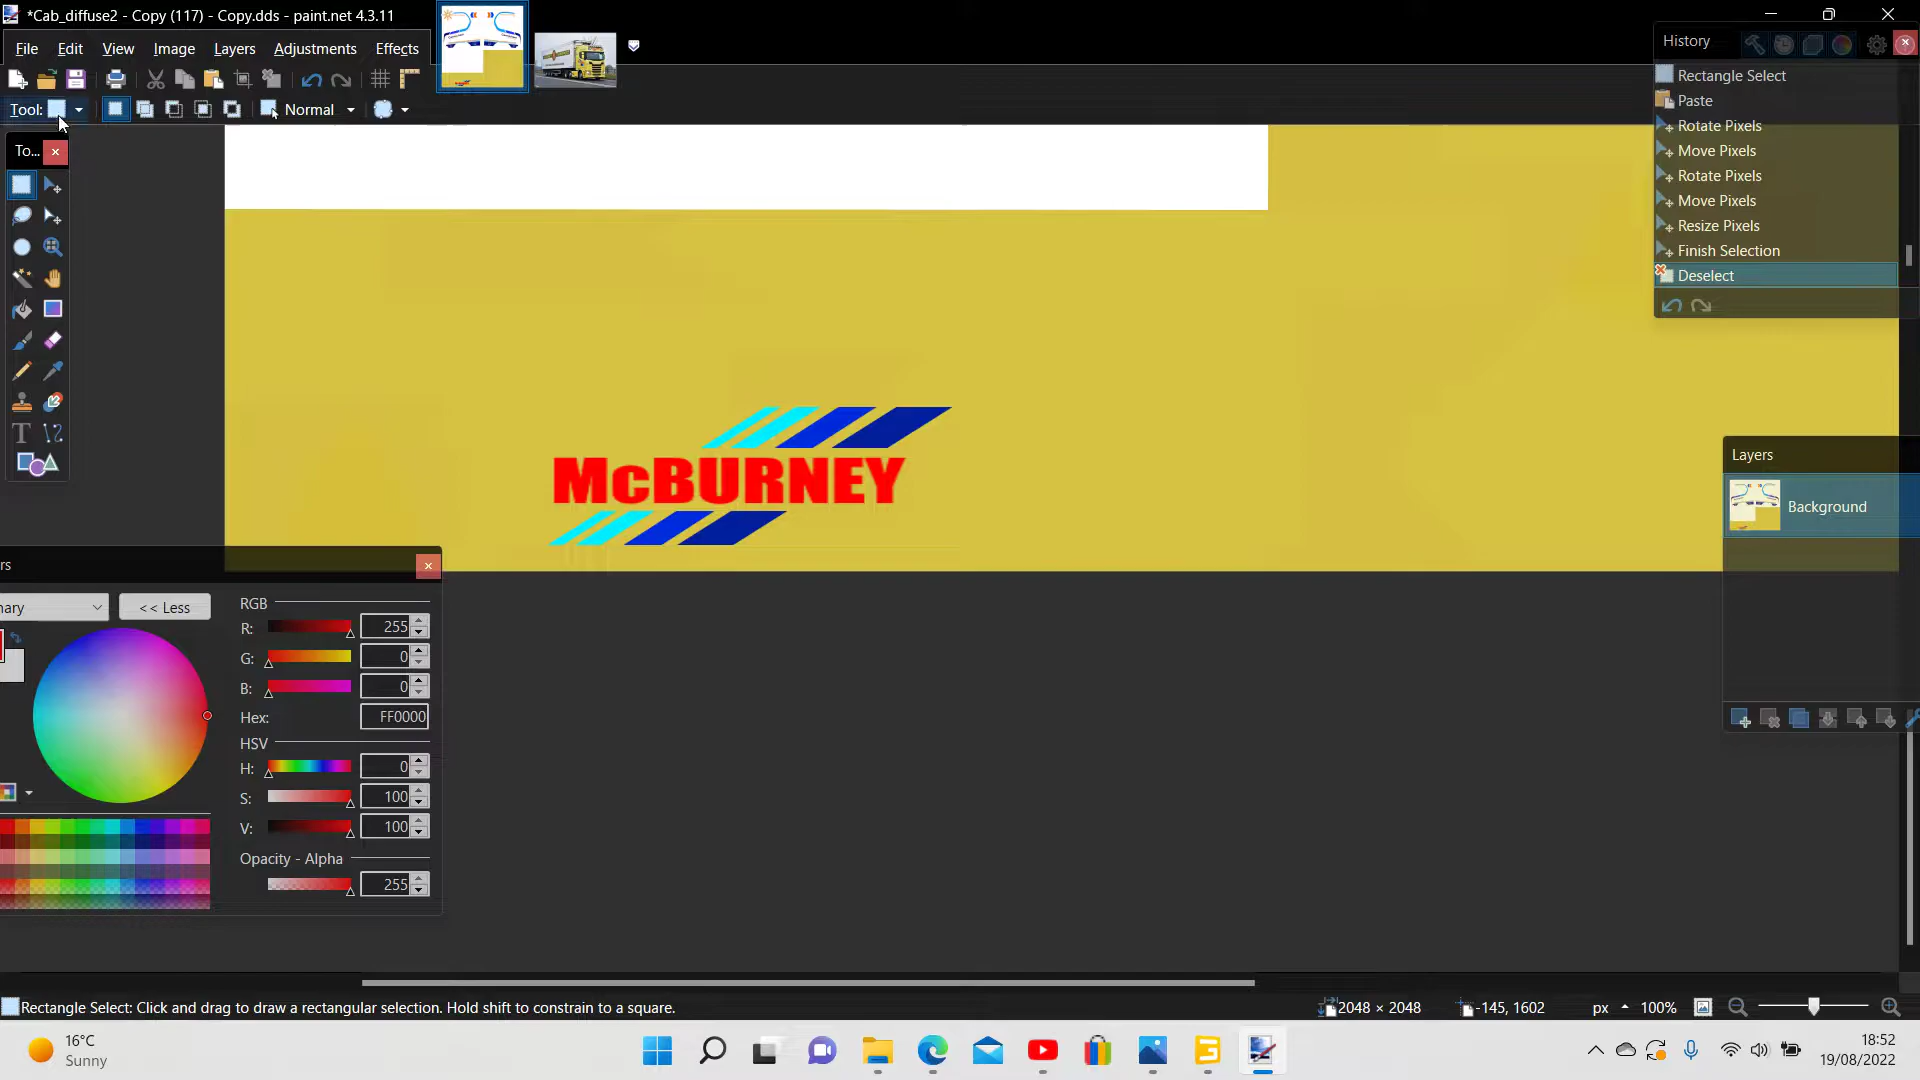 *Cab_diffuse2 - Copy (117) - Copy.dds - paint.net 4.3.11
File Edit View Image Layers Adjustments Effects
Tool: Normal
To...
History
Rectangle Select
Paste
Rotate Pixels
Move Pixels
Rotate Pixels
Move Pixels
Resize Pixels
Finish Selection
Deselect
McBURNEY
Layers
Background
rs
nary << Less
RGB
R: 255
G: 0
B: 0
Hex: FF0000
HSV
H: 0
S: 100
V: 100
Opacity - Alpha
255
Rectangle Select: Click and drag to draw a rectangular selection. Hold shift to constrain to a square.
2048 × 2048 -145, 1602 px 100%
16°C
Sunny
18:52
19/08/2022